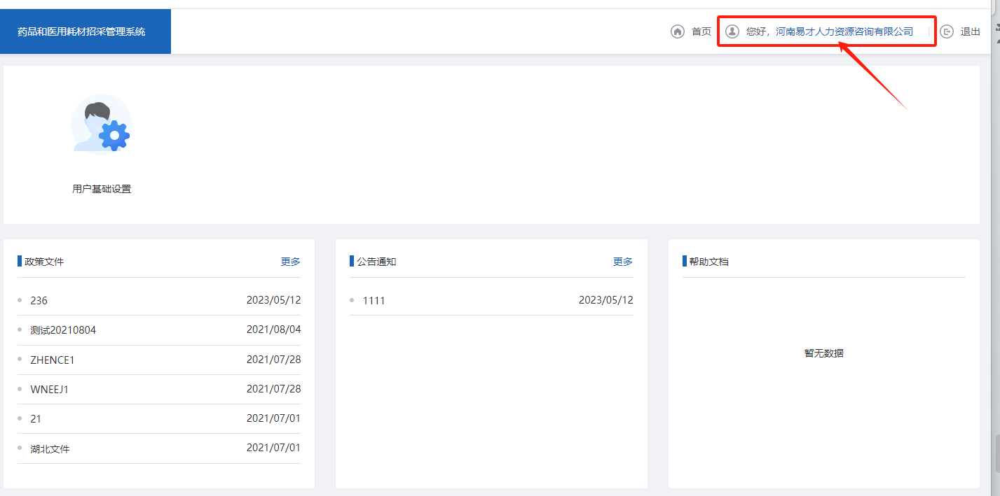 药品和医用耗材招采管理系统
首页
您好，河南易才人力资源咨询有限公司
退出
用户基础设置
政策文件 更多
236 2023/05/12
测试20210804 2021/08/04
ZHENCE1 2021/07/28
WNEEJ1 2021/07/28
21 2021/07/01
湖北文件 2021/07/01
公告通知 更多
1111 2023/05/12
帮助文档
暂无数据